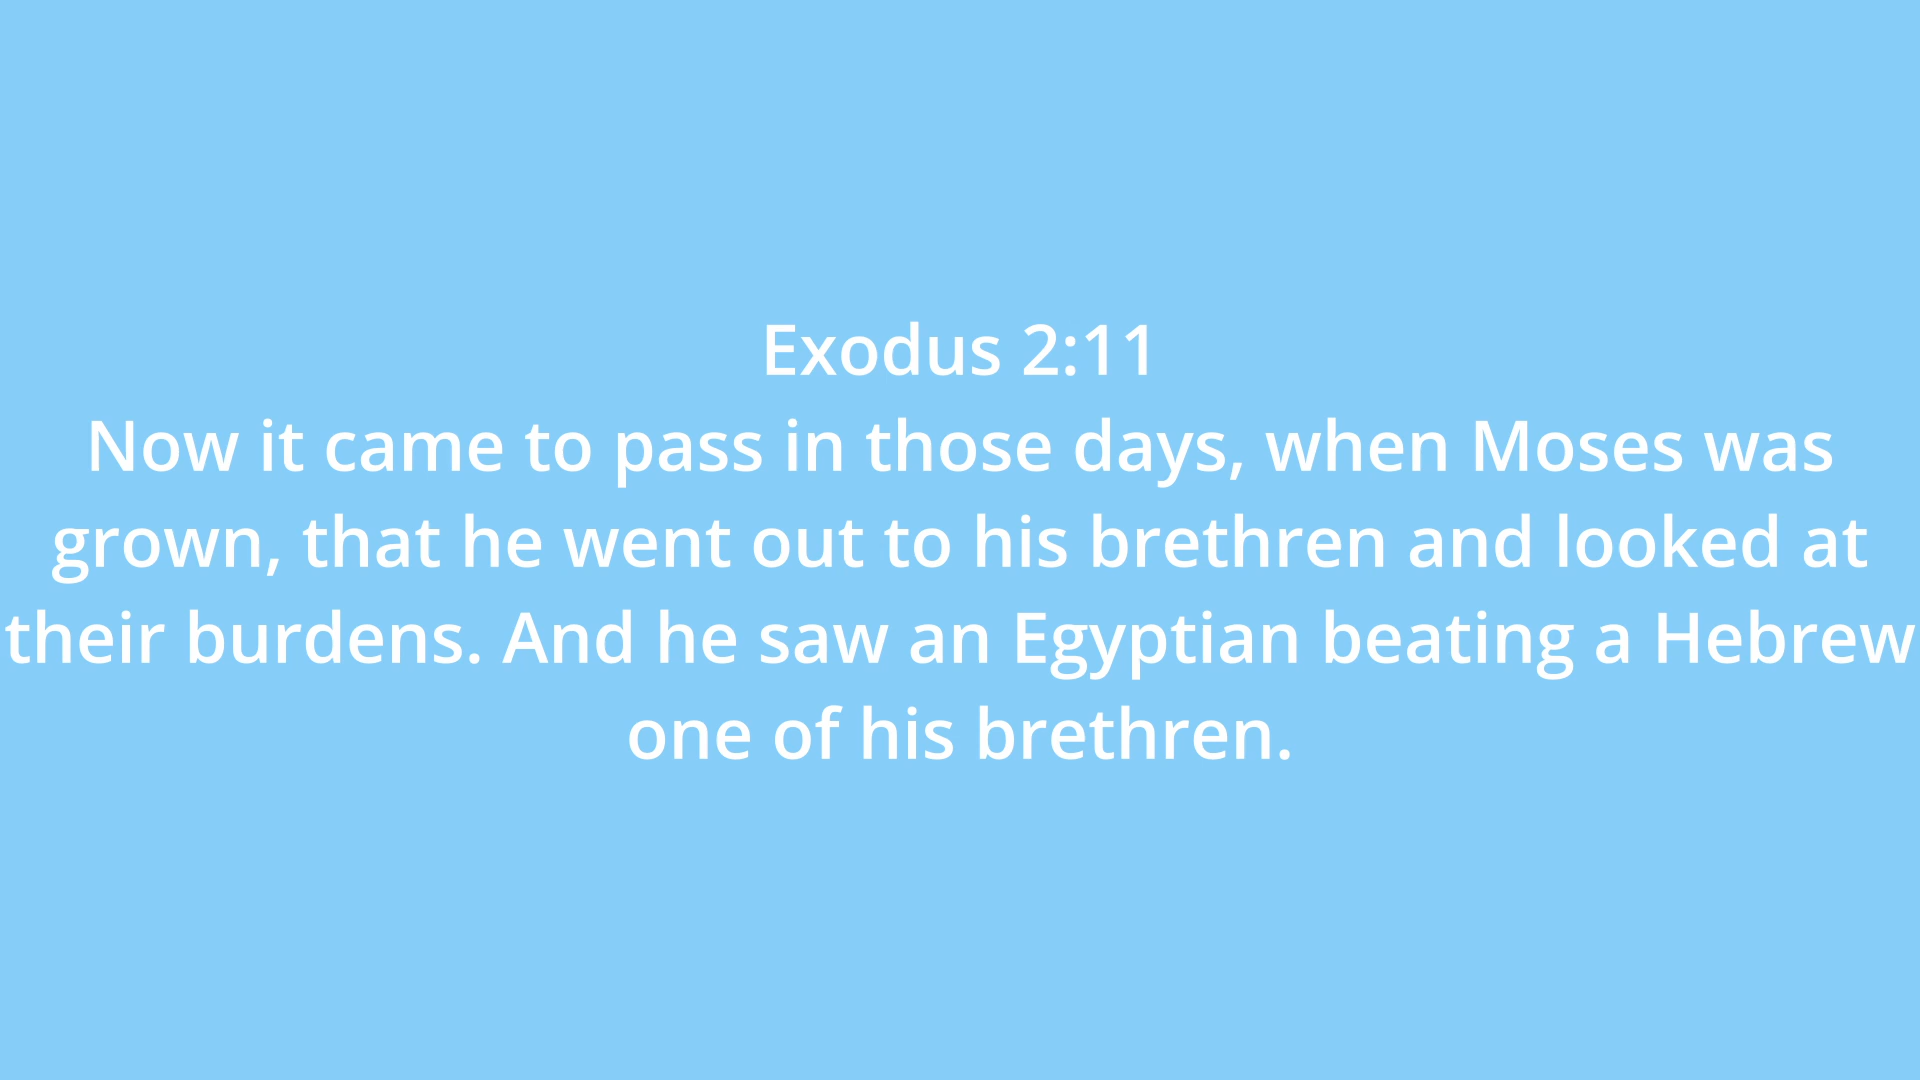 Exodus 2:11
Now it came to pass in those days, when Moses was
grown, that he went out to his brethren and looked at
their burdens. And he saw an Egyptian beating a Hebrew
one of his brethren.